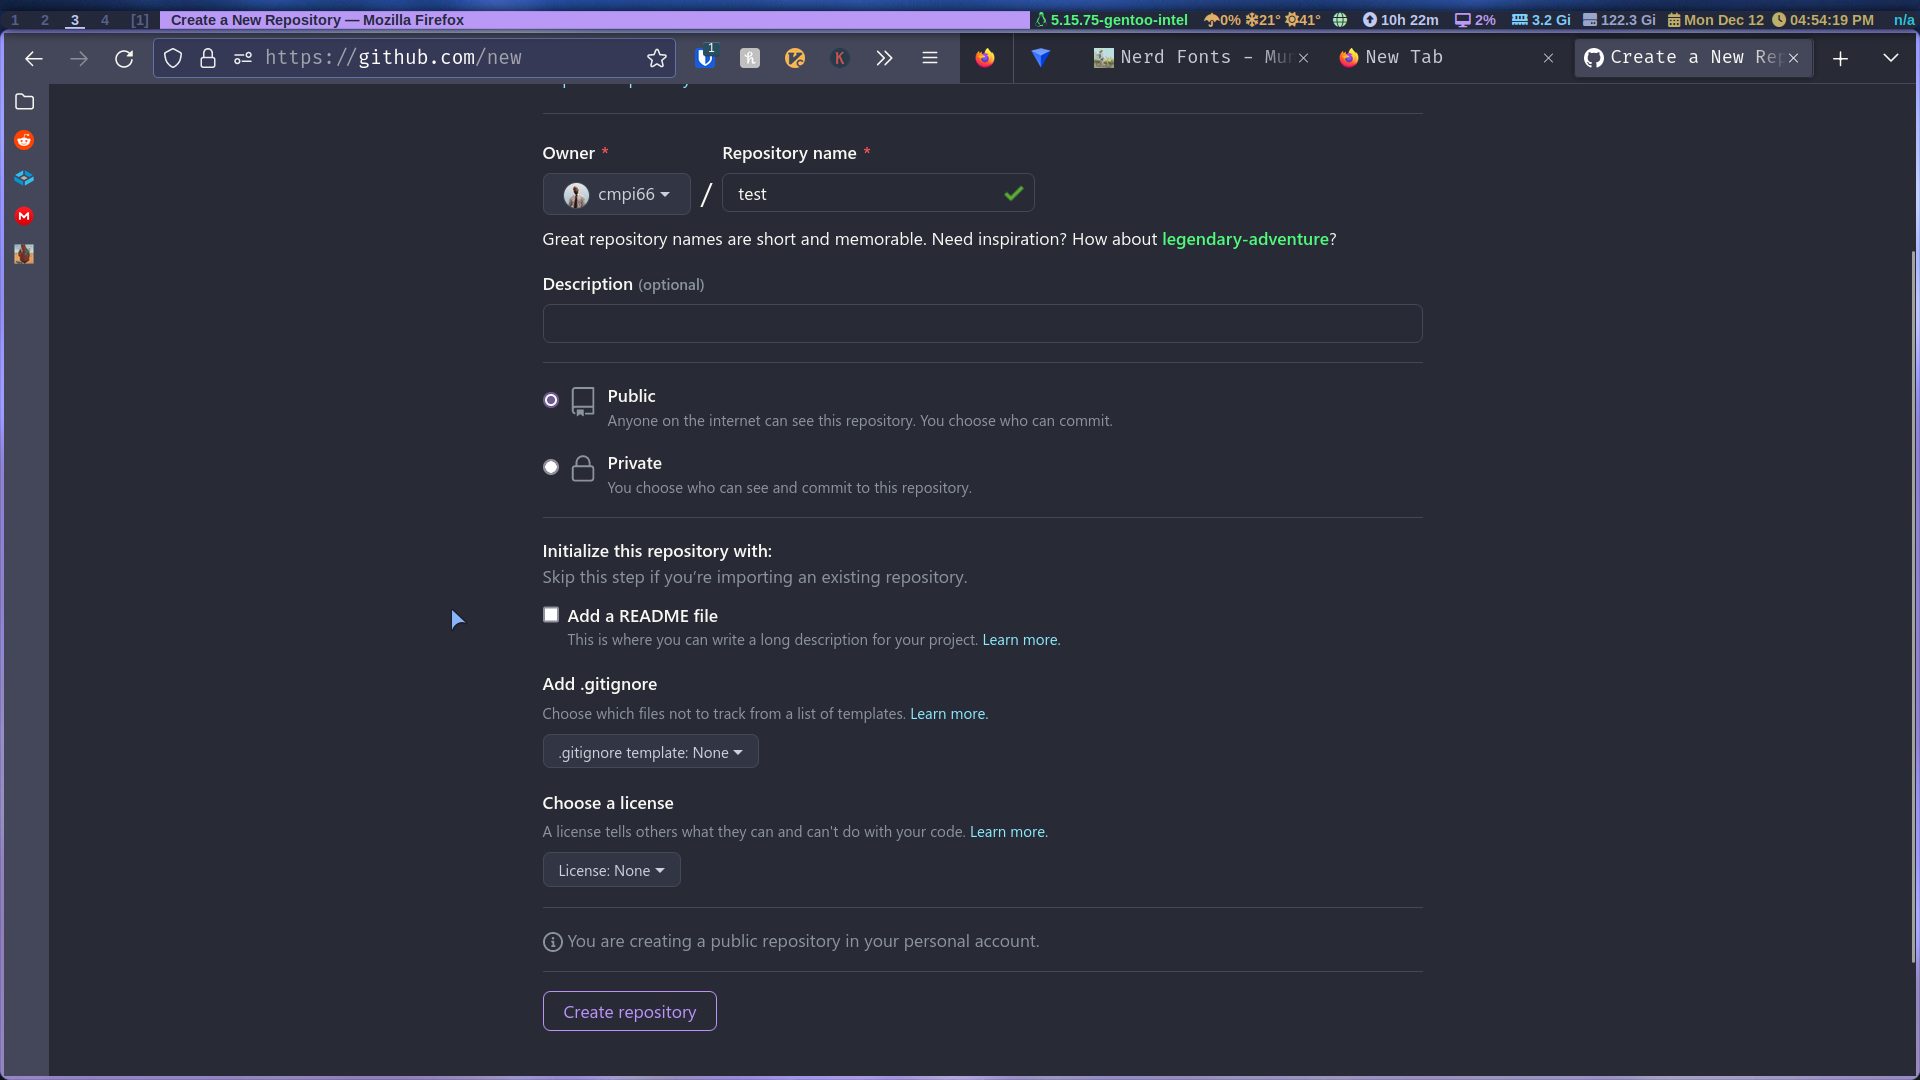 1 2 3 4 [1] Create a New Repository — Mozilla Firefox 5.15.75-gentoo-intel 0% 21° 41° 10h 22m 2% 3.2 Gi 122.3 Gi Mon Dec 12 04:54:19 PM n/a
https://github.com/new 1 K Nerd Fonts - Mu New Tab Create a New Rep
Owner * Repository name *
cmpi66 / test
Great repository names are short and memorable. Need inspiration? How about legendary-adventure?
Description (optional)
Public
Anyone on the internet can see this repository. You choose who can commit.
Private
You choose who can see and commit to this repository.
Initialize this repository with:
Skip this step if you’re importing an existing repository.
Add a README file
This is where you can write a long description for your project. Learn more.
Add .gitignore
Choose which files not to track from a list of templates. Learn more.
.gitignore template: None
Choose a license
A license tells others what they can and can't do with your code. Learn more.
License: None
You are creating a public repository in your personal account.
Create repository